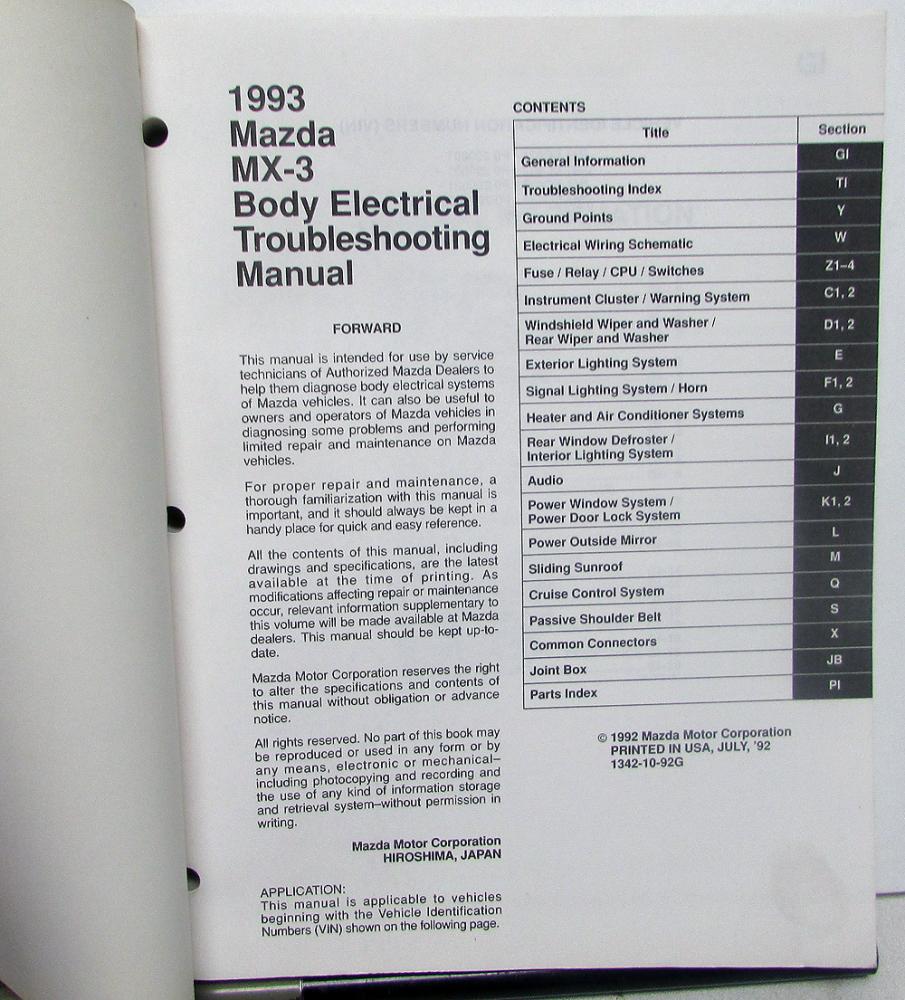 1993
Mazda
MX-3
Body Electrical
Troubleshooting
Manual
FORWARD
This manual is intended for use by service
technicians of Authorized Mazda Dealers to
help them diagnose body electrical systems
of Mazda vehicles. It can also be useful to
owners and operators of Mazda vehicles in
diagnosing some problems and performing
limited repair and maintenance on Mazda
vehicles.
For proper repair and maintenance, a
thorough familiarization with this manual is
important, and it should always be kept in a
handy place for quick and easy reference.
All the contents of this manual, including
drawings and specifications, are the latest
available at the time of printing. As
modifications affecting repair or maintenance
occur, relevant information supplementary to
this volume will be made available at Mazda
dealers. This manual should be kept up-to-
date.
Mazda Motor Corporation reserves the right
to alter the specifications and contents of
this manual without obligation or advance
notice.
All rights reserved. No part of this book may
be reproduced or used in any form or by
any means, electronic or mechanical–
including photocopying and recording and
the use of any kind of information storage
and retrieval system–without permission in
writing.
Mazda Motor Corporation
HIROSHIMA, JAPAN
APPLICATION:
This manual is applicable to vehicles
beginning with the Vehicle Identification
Numbers (VIN) shown on the following page.
CONTENTS
Title Section
General Information GI
Troubleshooting Index TI
Ground Points Y
Electrical Wiring Schematic W
Fuse / Relay / CPU / Switches Z1–4
Instrument Cluster / Warning System C1, 2
Windshield Wiper and Washer /
Rear Wiper and Washer D1, 2
Exterior Lighting System E
Signal Lighting System / Horn F1, 2
Heater and Air Conditioner Systems G
Rear Window Defroster /
Interior Lighting System I1, 2
Audio J
Power Window System /
Power Door Lock System K1, 2
Power Outside Mirror L
Sliding Sunroof M
Cruise Control System Q
Passive Shoulder Belt S
Common Connectors X
Joint Box JB
Parts Index PI
© 1992 Mazda Motor Corporation
PRINTED IN USA, JULY, '92
1342-10-92G